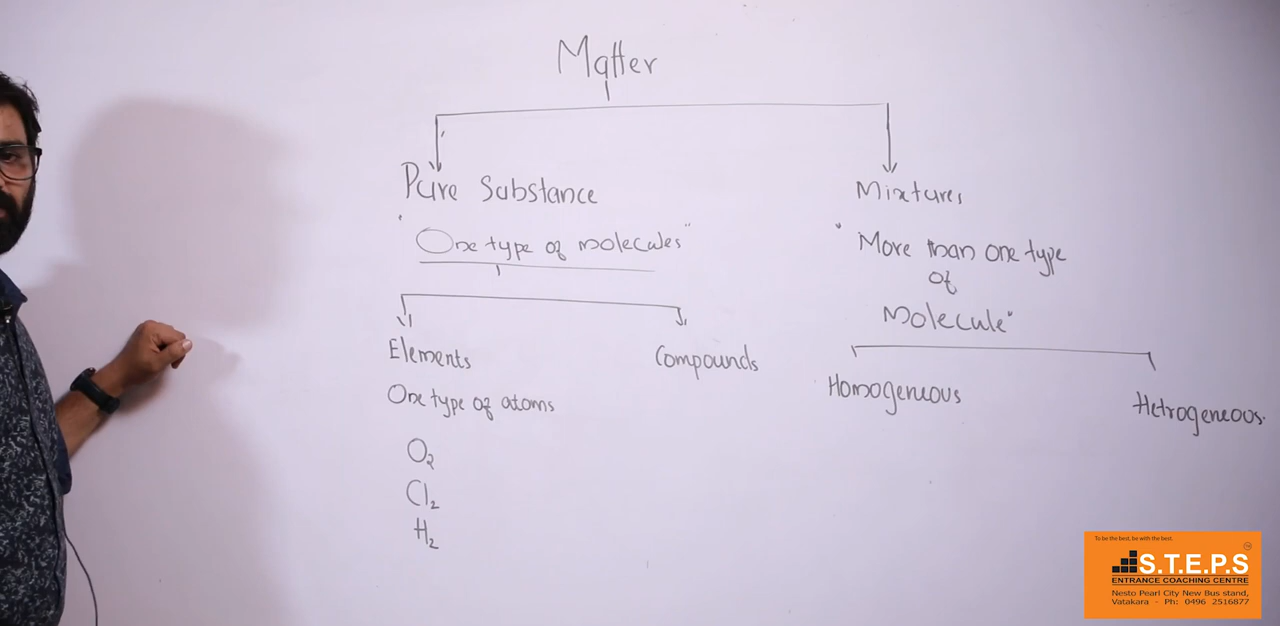 Matter
Pure Substance
"One type of molecules"
Elements
Compounds
One type of atoms
O₂
Cl₂
H₂
Mixtures
"More than one type
of
Molecule"
Homogeneous
Hetrogeneous.
To be the best, be with the best.
S.T.E.P.S
ENTRANCE COACHING CENTRE
Nesto Pearl City New Bus stand,
Vatakara - Ph: 0496 2516877